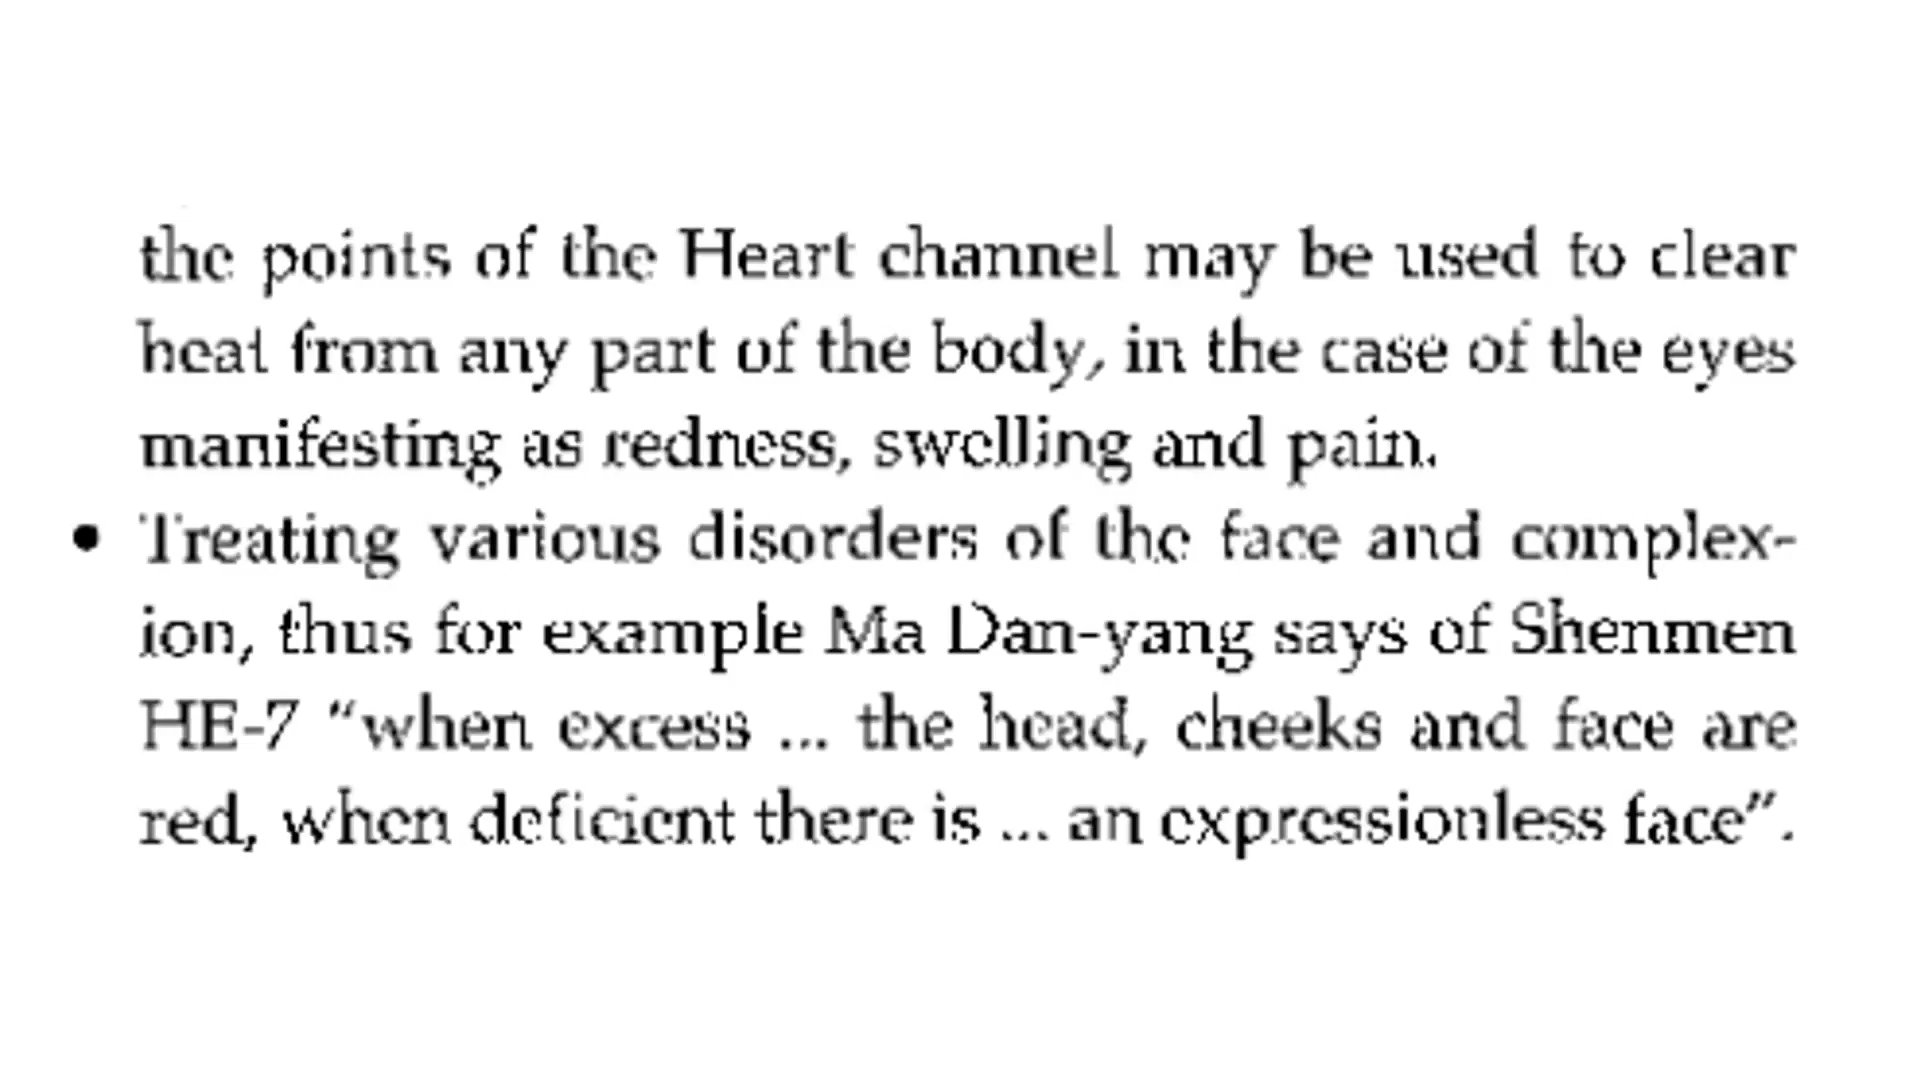 the points of the Heart channel may be used to clear
heat from any part of the body, in the case of the eyes
manifesting as redness, swelling and pain.
• Treating various disorders of the face and complex-
ion, thus for example Ma Dan-yang says of Shenmen
HE-7 “when excess ... the head, cheeks and face are
red, when deficient there is ... an expressionless face”.